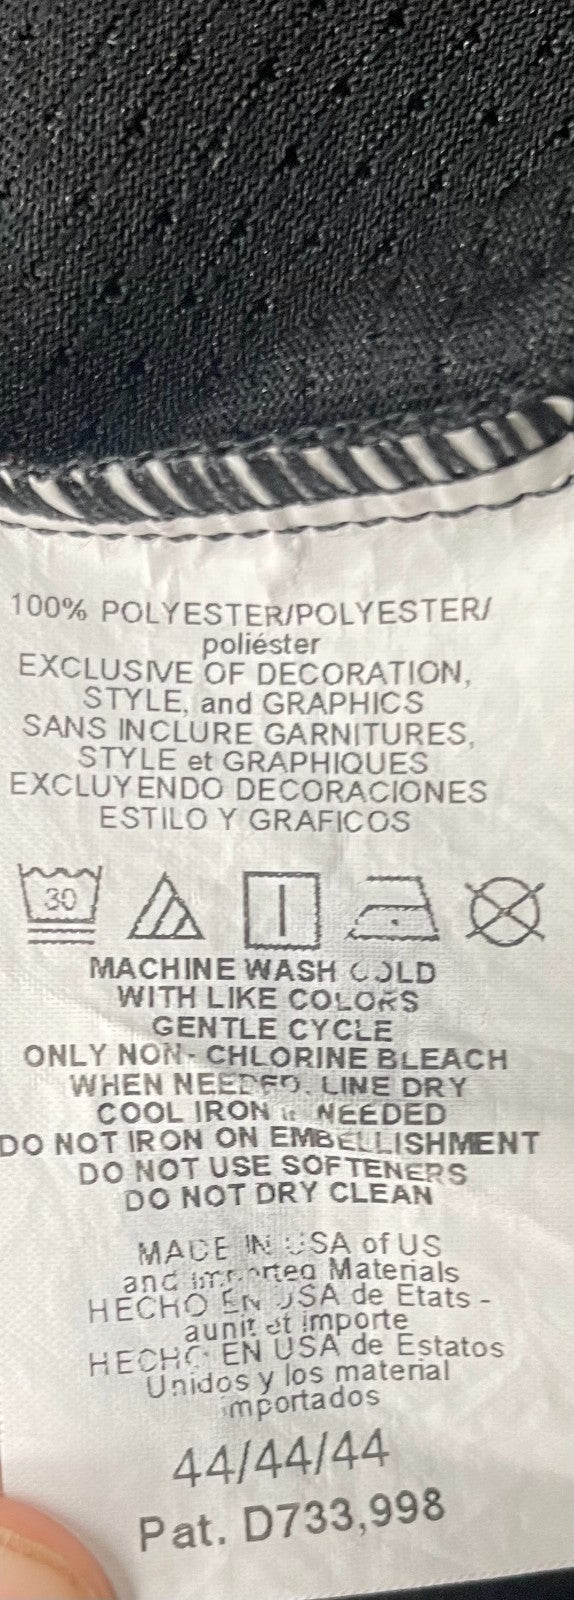 100% POLYESTER/POLYESTER/
poliéster
EXCLUSIVE OF DECORATION,
STYLE, and GRAPHICS
SANS INCLURE GARNITURES,
STYLE et GRAPHIQUES
EXCLUYENDO DECORACIONES
ESTILO Y GRAFICOS
30
MACHINE WASH COLD
WITH LIKE COLORS
GENTLE CYCLE
ONLY NON- CHLORINE BLEACH
WHEN NEEDED. LINE DRY
COOL IRON if NEEDED
DO NOT IRON ON EMBELLISHMENT
DO NOT USE SOFTENERS
DO NOT DRY CLEAN
MADE IN USA of US
and imported Materials
HECHO EN USA de Etats -
aunit et importe
HECHO EN USA de Estatos
Unidos y los material
importados
44/44/44
Pat. D733,998